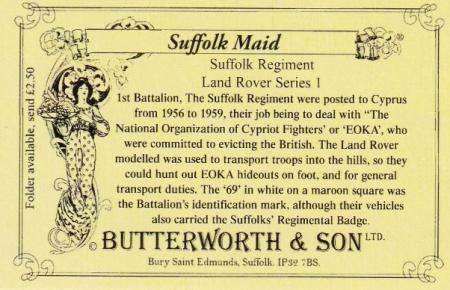 Suffolk Maid
®
Suffolk Regiment
Land Rover Series 1
1st Battalion, The Suffolk Regiment were posted to Cyprus
from 1956 to 1959, their job being to deal with "The
National Organization of Cypriot Fighters' or 'EOKA', who
were committed to evicting the British. The Land Rover
modelled was used to transport troops into the hills, so they
could hunt out EOKA hideouts on foot, and for general
transport duties. The '69' in white on a maroon square was
the Battalion's identification mark, although their vehicles
also carried the Suffolks' Regimental Badge.
© BUTTERWORTH & SON LTD.
Bury Saint Edmunds, Suffolk. IP32 7BS.
Folder available, send £2.50